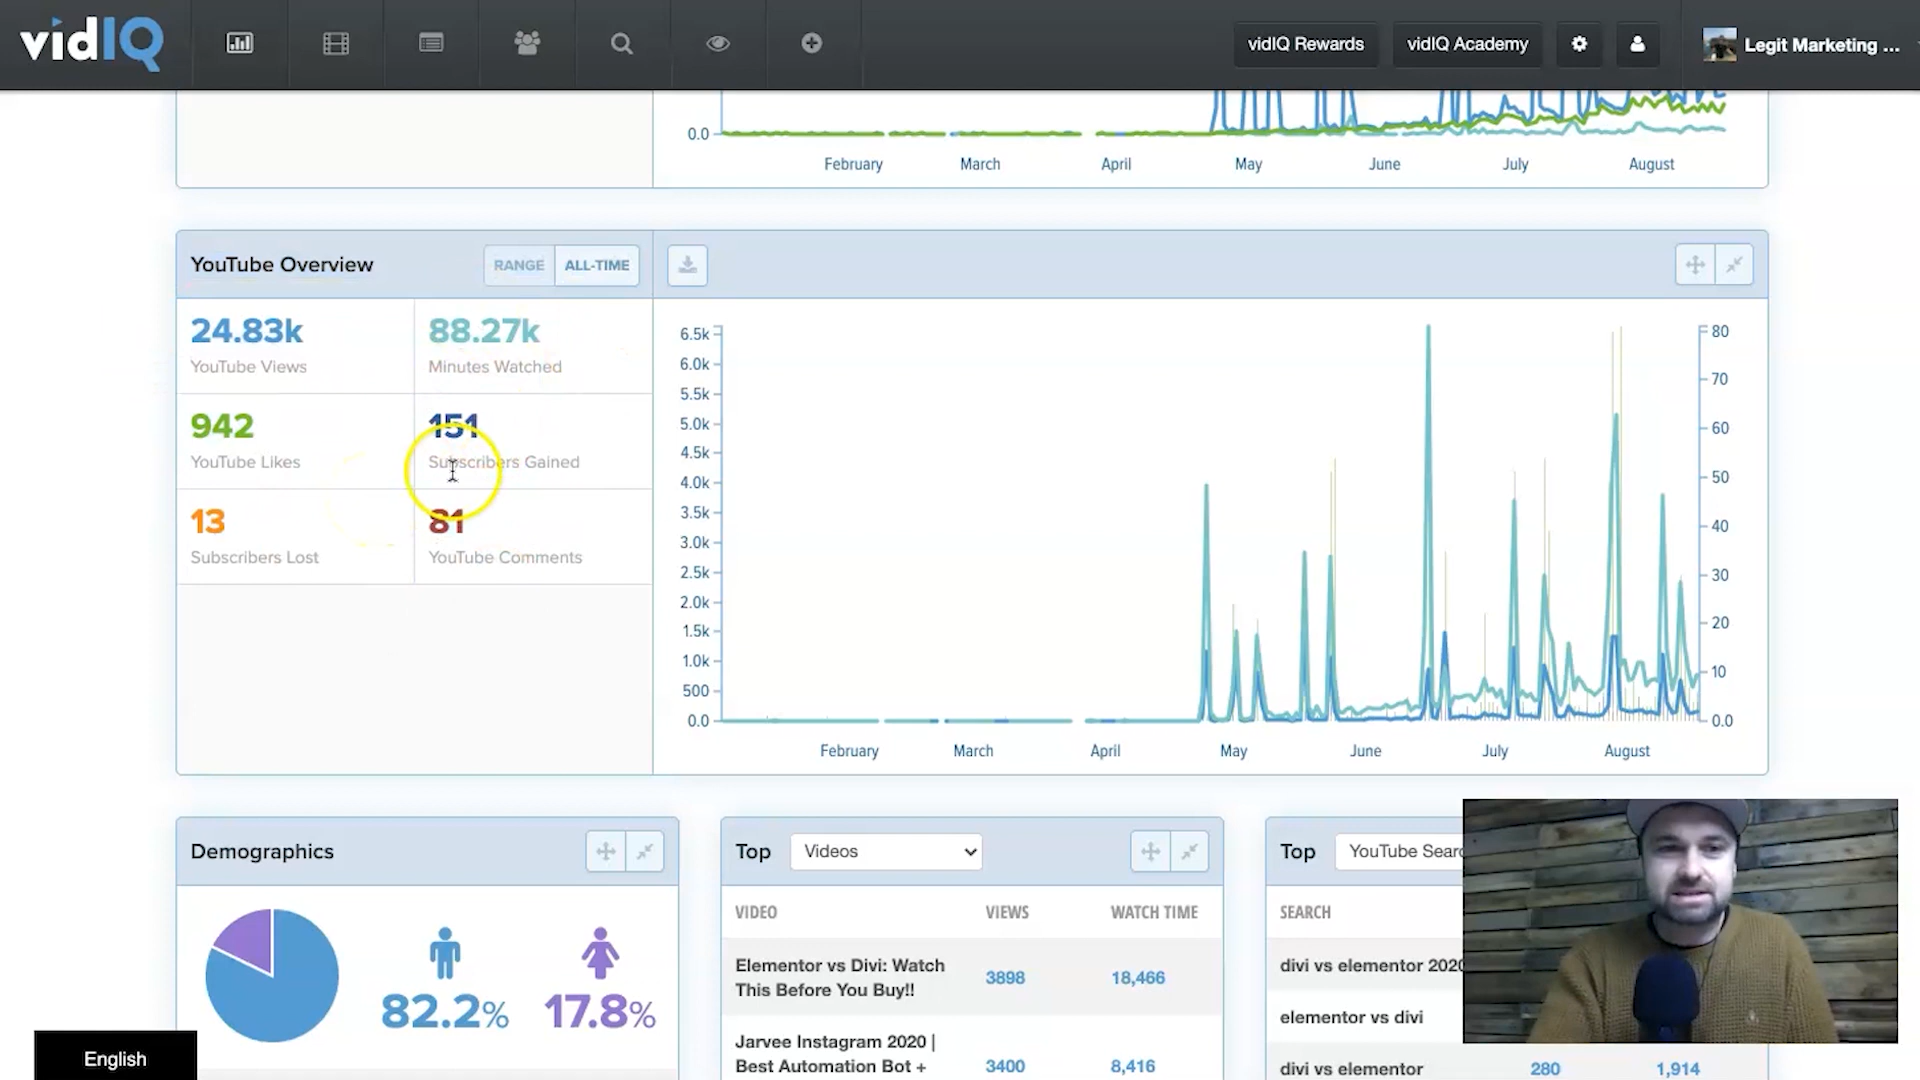 vidIQ
vidIQ Rewards
vidIQ Academy
Legit Marketing ...
0.0
February
March
April
May
June
July
August
YouTube Overview
RANGE
ALL-TIME
24.83k
YouTube Views
88.27k
Minutes Watched
942
YouTube Likes
151
Subscribers Gained
13
Subscribers Lost
81
YouTube Comments
6.5k
6.0k
5.5k
5.0k
4.5k
4.0k
3.5k
3.0k
2.5k
2.0k
1.5k
1.0k
500
0.0
80
70
60
50
40
30
20
10
0.0
February
March
April
May
June
July
August
Demographics
82.2%
17.8%
Top
Videos
VIDEO
VIEWS
WATCH TIME
Elementor vs Divi: Watch
This Before You Buy!!
3898
18,466
Jarvee Instagram 2020 |
Best Automation Bot +
3400
8,416
Top
YouTube Sear
SEARCH
divi vs elementor 2020
elementor vs divi
divi vs elementor
280
1,914
English